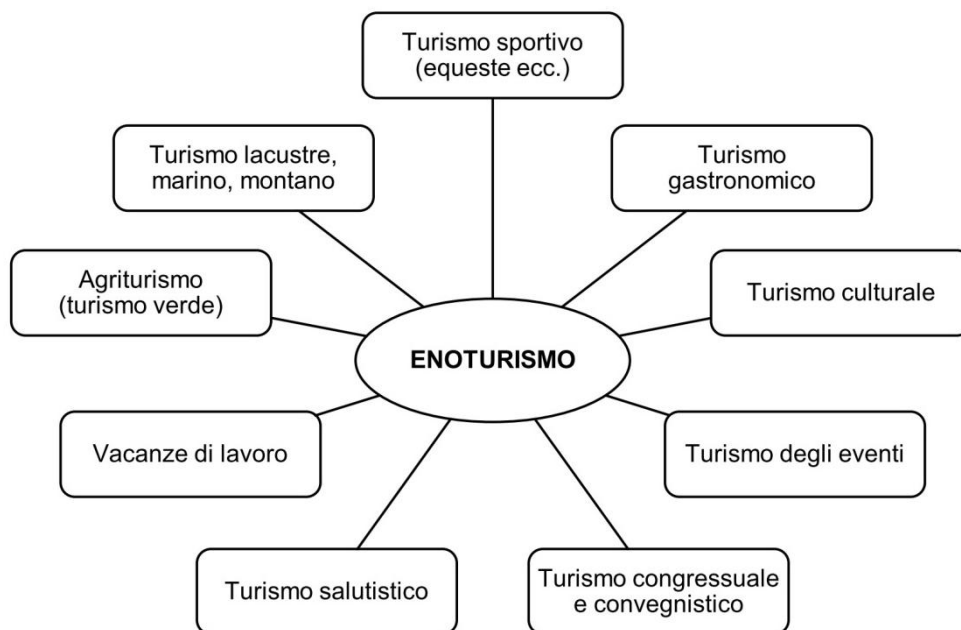 Turismo sportivo
(equeste ecc.)
Turismo lacustre,
marino, montano
Turismo
gastronomico
Agriturismo
(turismo verde)
Turismo culturale
ENOTURISMO
Vacanze di lavoro
Turismo degli eventi
Turismo salutistico
Turismo congressuale
e convegnistico